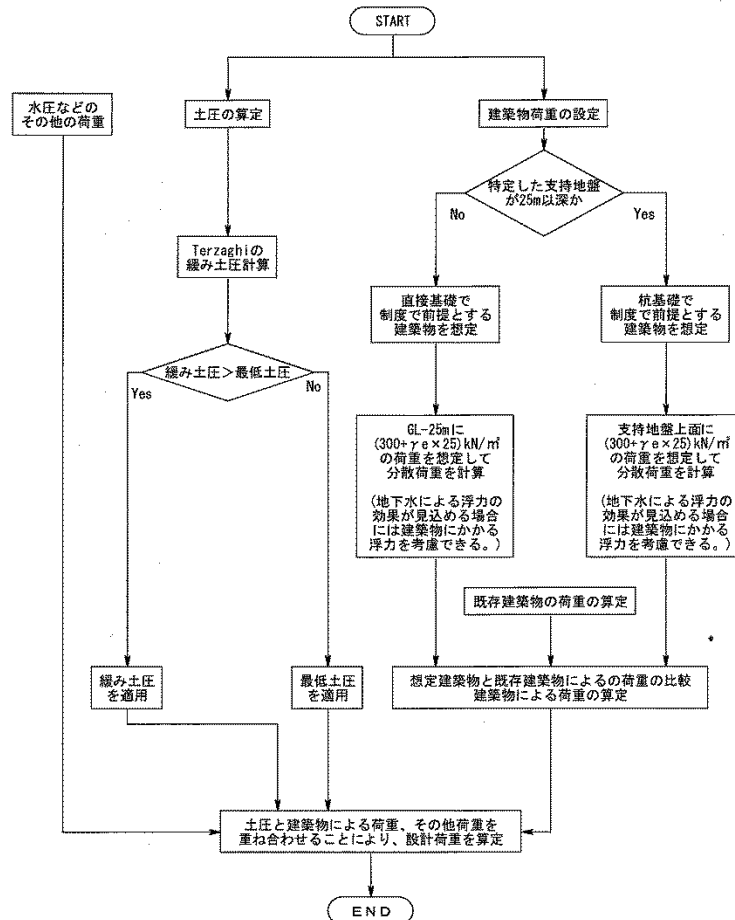 START
水圧などの
その他の荷重
土圧の算定
建築物荷重の設定
特定した支持地盤
が25m以深か
No
Yes
Terzaghiの
緩み土圧計算
直接基礎で
制度で前提とする
建築物を想定
杭基礎で
制度で前提とする
建築物を想定
緩み土圧>最低土圧
Yes
No
GL-25mに
(300+γe×25)kN/㎡
の荷重を想定して
分散荷重を計算
(地下水による浮力の
効果が見込める場合
には建築物にかかる
浮力を考慮できる。)
支持地盤上面に
(300+γe×25)kN/㎡
の荷重を想定して
分散荷重を計算
(地下水による浮力の
効果が見込める場合
には建築物にかかる
浮力を考慮できる。)
既存建築物の荷重の算定
緩み土圧
を適用
最低土圧
を適用
想定建築物と既存建築物によるの荷重の比較
建築物による荷重の算定
土圧と建築物による荷重、その他荷重を
重ね合わせることにより、設計荷重を算定
END